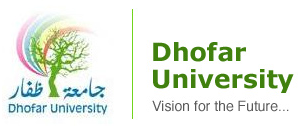 جامعة ظفار
Dhofar University
Dhofar
University
Vision for the Future...